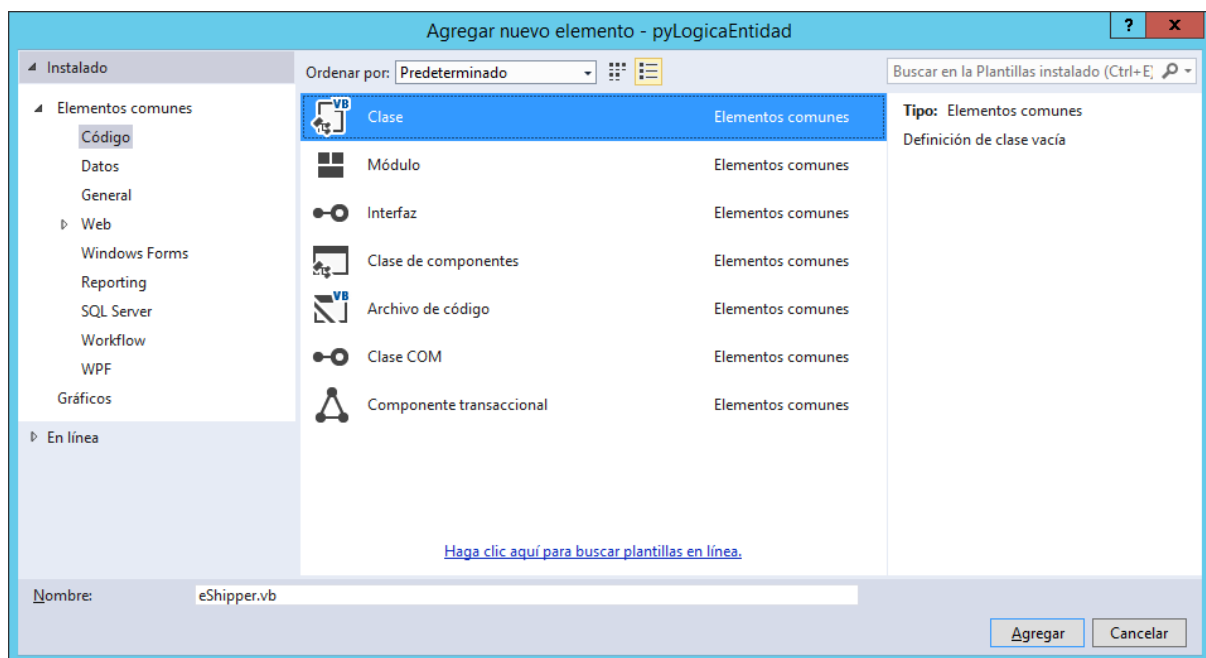 Agregar nuevo elemento - pyLogicaEntidad
? x
Instalado
Ordenar por: Predeterminado
Buscar en la Plantillas instalado (Ctrl+E)
Elementos comunes
Código
Datos
General
Web
Windows Forms
Reporting
SQL Server
Workflow
WPF
Gráficos
En línea
VB Clase Elementos comunes
Módulo Elementos comunes
Interfaz Elementos comunes
Clase de componentes Elementos comunes
VB Archivo de código Elementos comunes
Clase COM Elementos comunes
Componente transaccional Elementos comunes
Haga clic aquí para buscar plantillas en línea.
Tipo: Elementos comunes
Definición de clase vacía
Nombre: eShipper.vb
Agregar Cancelar